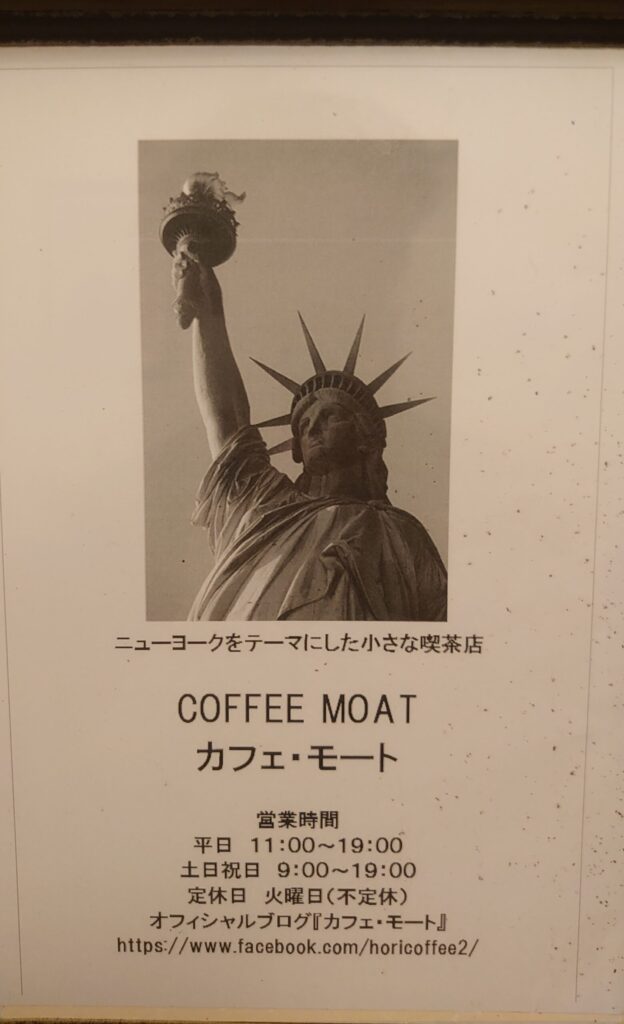 ニューヨークをテーマにした小さな喫茶店
COFFEE MOAT
カフェ・モート
営業時間
平日 11:00～19:00
土日祝日 9:00～19:00
定休日 火曜日(不定休)
オフィシャルブログ『カフェ・モート』
https://www.facebook.com/horicoffee2/